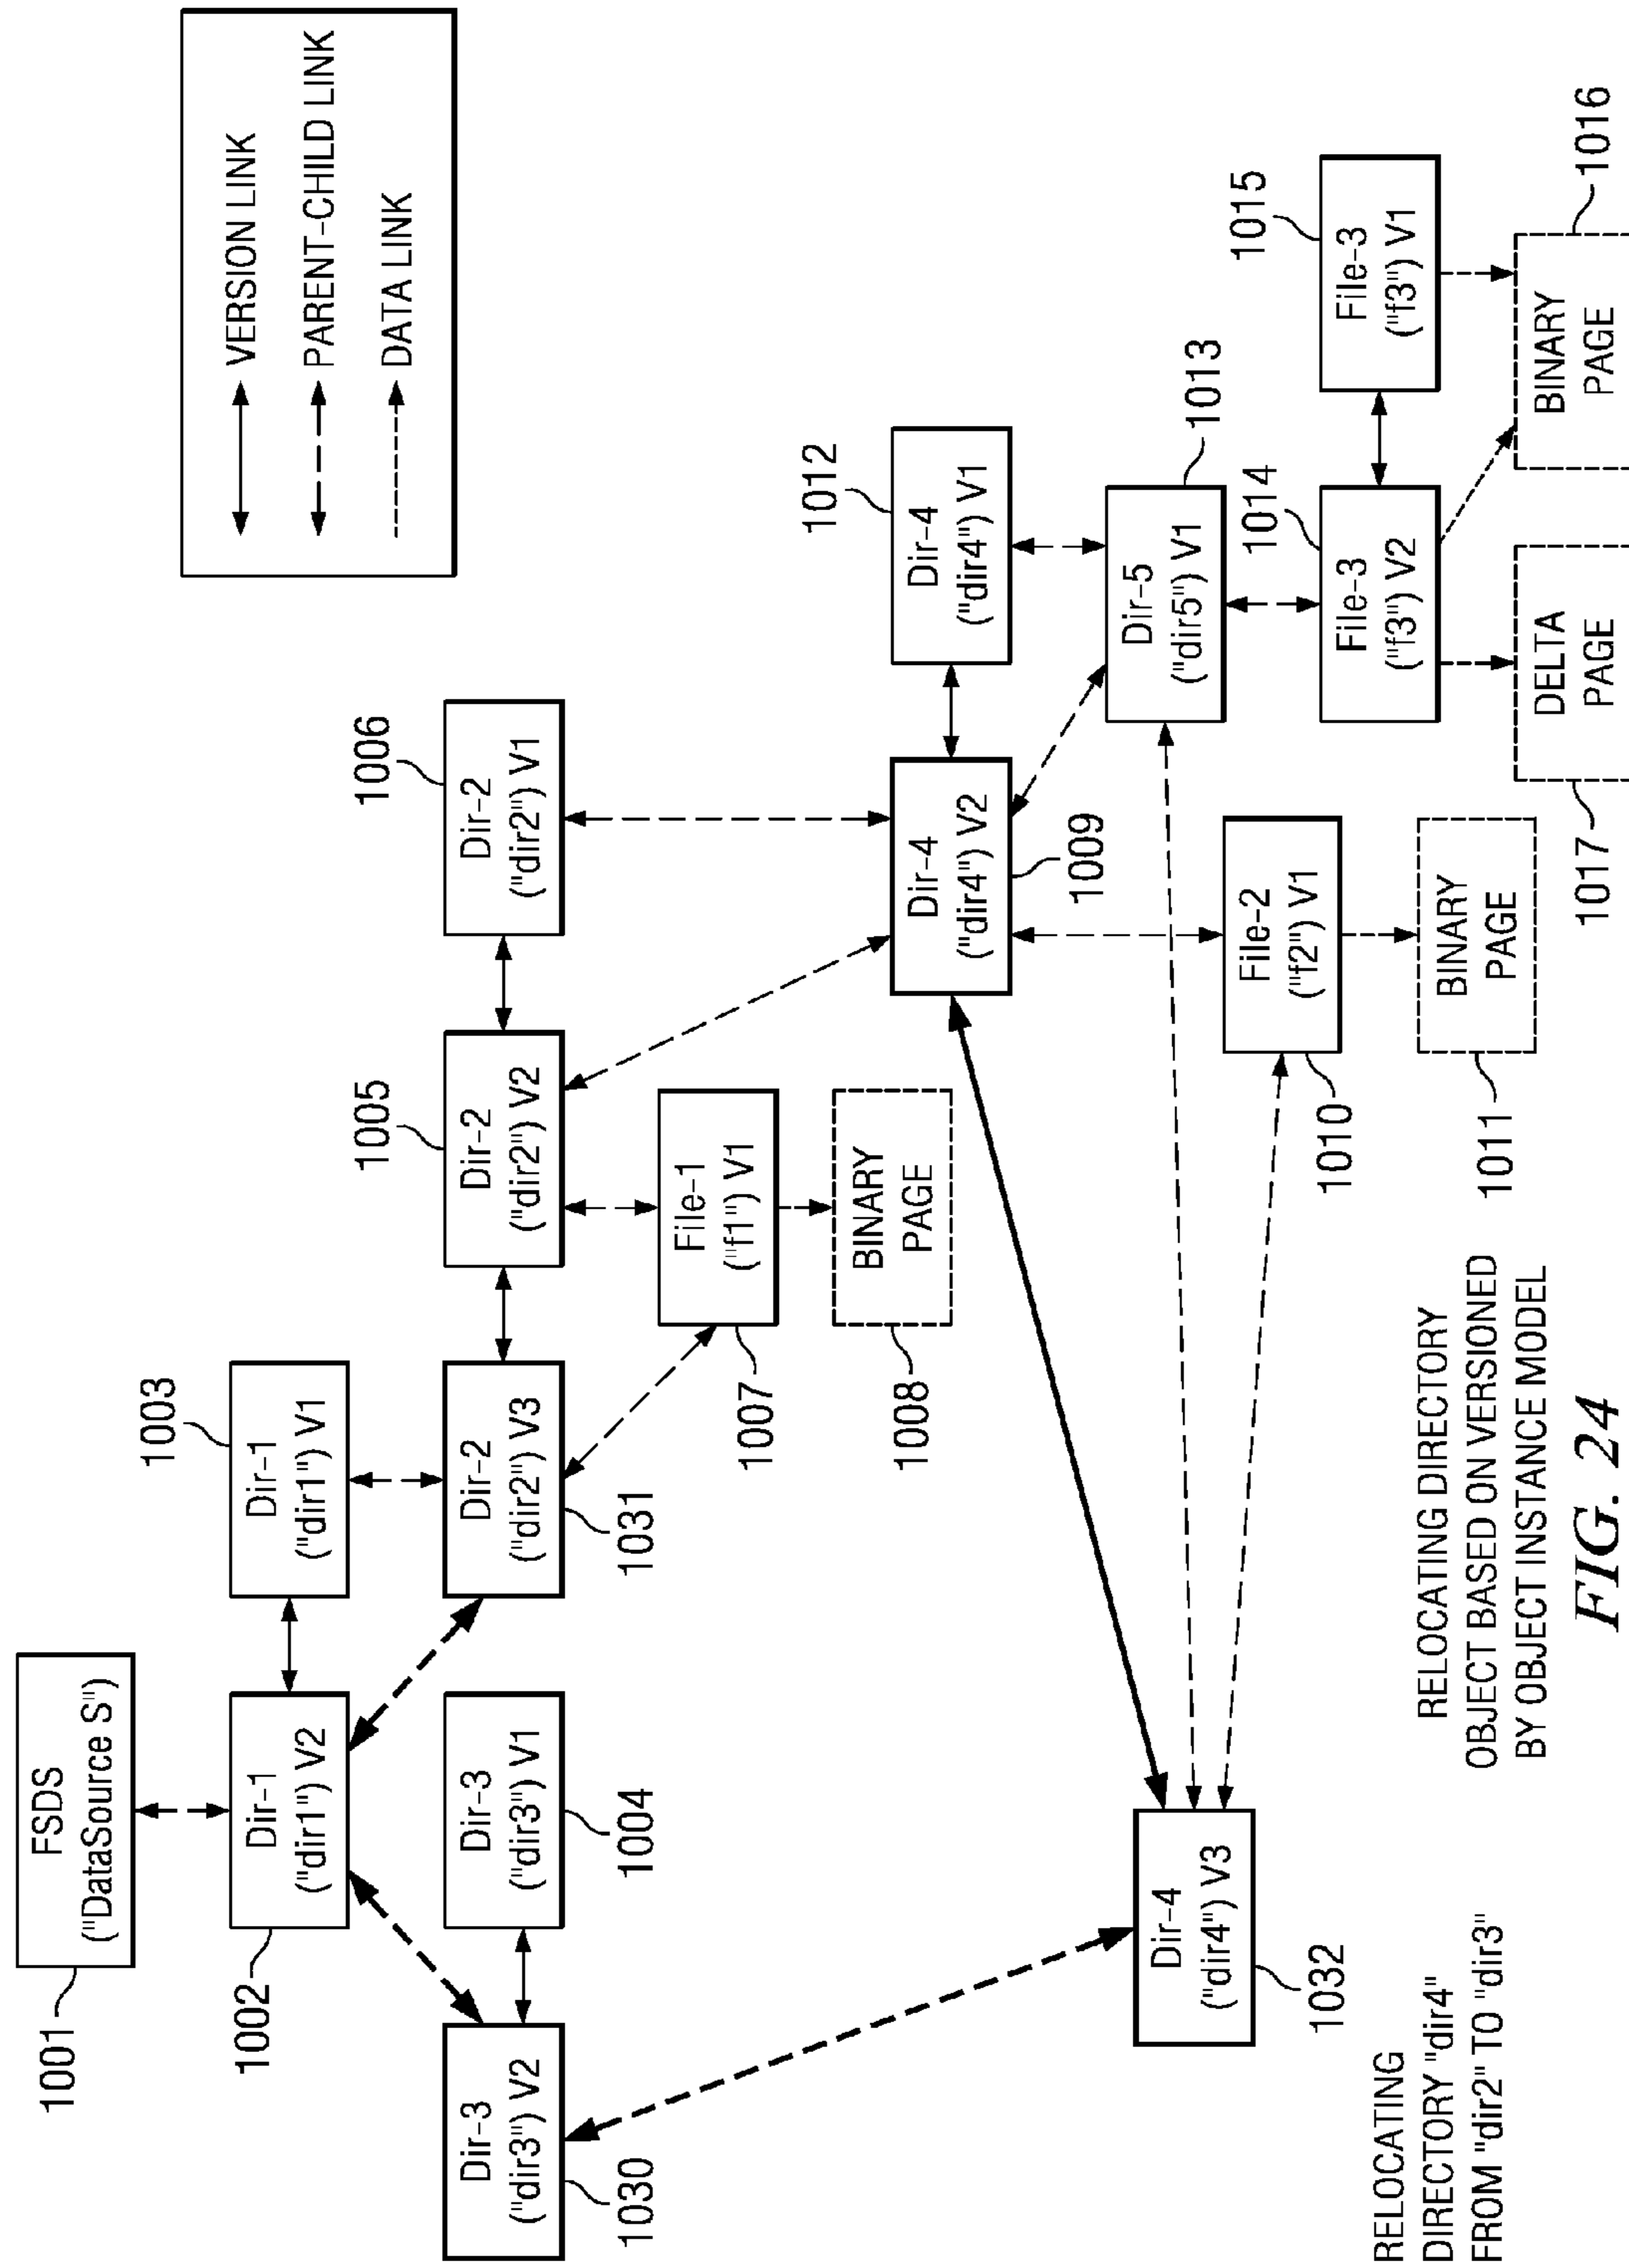 1001
FSDS
("DataSource S")
1002
Dir-1
("dir1") V2
1003
Dir-1
("dir1") V1
1030
Dir-3
("dir3") V2
1004
Dir-3
("dir3") V1
1031
Dir-2
("dir2") V3
1005
Dir-2
("dir2") V2
1006
Dir-2
("dir2") V1
1007
File-1
("f1") V1
1008
BINARY
PAGE
VERSION LINK
PARENT-CHILD LINK
DATA LINK
1009
Dir-4
("dir4") V2
1012
Dir-4
("dir4") V1
1032
Dir-4
("dir4") V3
1013
Dir-5
("dir5") V1
1010
File-2
("f2") V1
1011
BINARY
PAGE
1014
File-3
("f3") V2
1015
File-3
("f3") V1
1017
DELTA
PAGE
1016
BINARY
PAGE
RELOCATING
DIRECTORY "dir4"
FROM "dir2" TO "dir3"
RELOCATING DIRECTORY
OBJECT BASED ON VERSIONED
BY OBJECT INSTANCE MODEL
FIG. 24